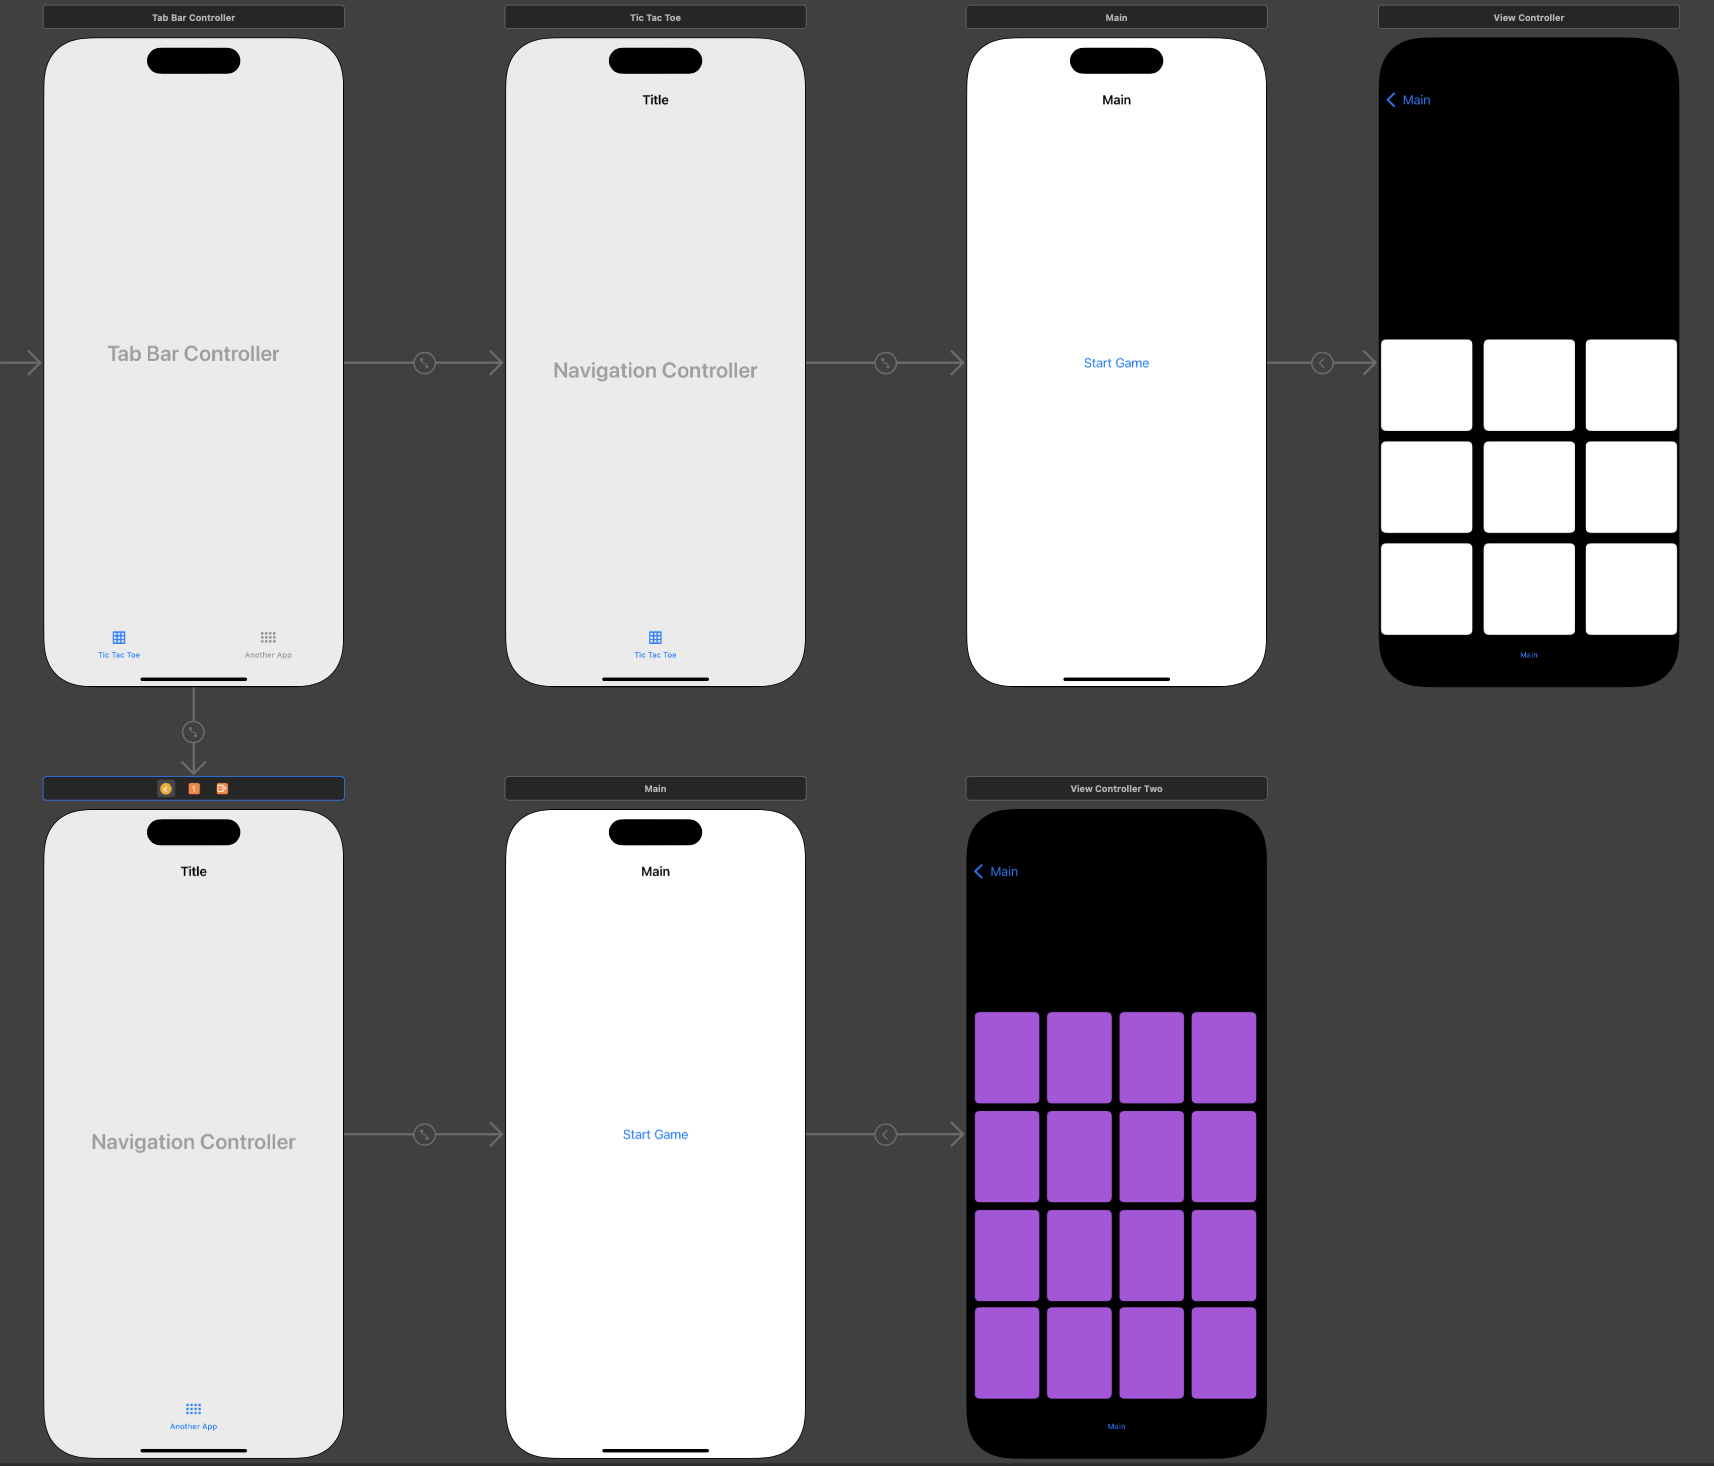 Tab Bar Controller
Tic Tac Toe
Main
View Controller
Title
Main
Main
Tab Bar Controller
Navigation Controller
Start Game
Tic Tac Toe
Another App
Tic Tac Toe
Main
1
Main
View Controller Two
Title
Main
Main
Navigation Controller
Start Game
Another App
Main